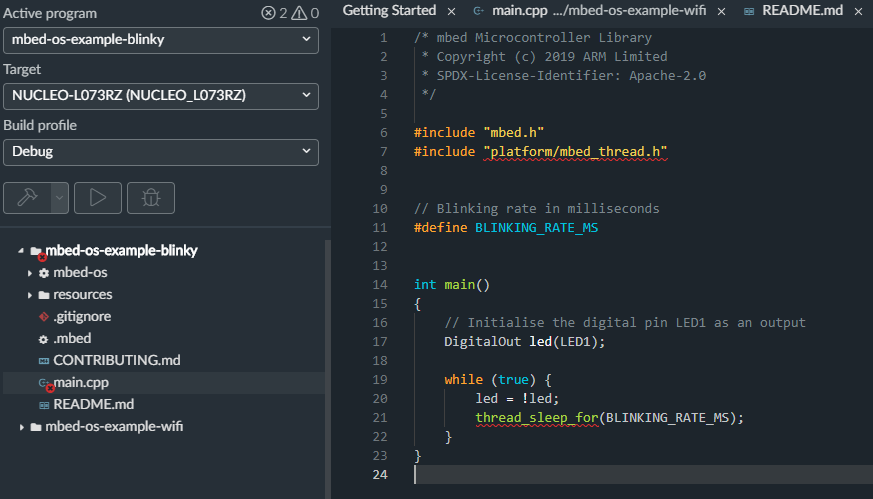 Active program
2 0
mbed-os-example-blinky
Target
NUCLEO-L073RZ (NUCLEO_L073RZ)
Build profile
Debug
mbed-os-example-blinky
mbed-os
resources
.gitignore
.mbed
CONTRIBUTING.md
main.cpp
README.md
mbed-os-example-wifi
Getting Started × main.cpp .../mbed-os-example-wifi × README.md ×
1 /* mbed Microcontroller Library
2 * Copyright (c) 2019 ARM Limited
3 * SPDX-License-Identifier: Apache-2.0
4 */
5
6 #include "mbed.h"
7 #include "platform/mbed_thread.h"
8
9
10 // Blinking rate in milliseconds
11 #define BLINKING_RATE_MS
12
13
14 int main()
15 {
16 // Initialise the digital pin LED1 as an output
17 DigitalOut led(LED1);
18
19 while (true) {
20 led = !led;
21 thread_sleep_for(BLINKING_RATE_MS);
22 }
23 }
24